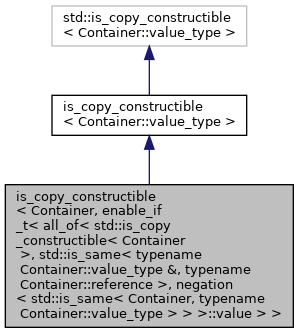 std::is_copy_constructible
< Container::value_type >
is_copy_constructible
< Container::value_type >
is_copy_constructible
< Container, enable_if
_t< all_of< std::is_copy
_constructible< Container
>, std::is_same< typename
Container::value_type &, typename
Container::reference >, negation
< std::is_same< Container, typename
Container::value_type > > >::value > >